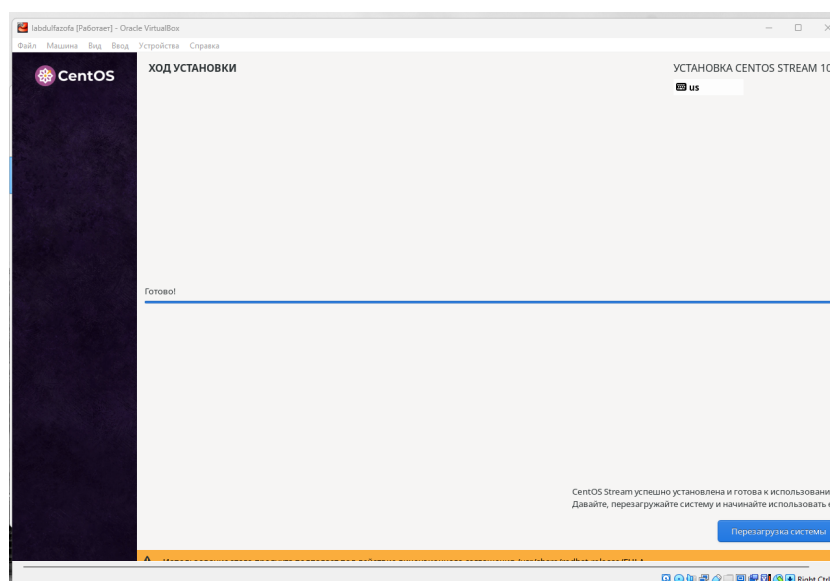 labdulfazofa [Работает] - Oracle VirtualBox
Файл Машина Вид Ввод Устройства Справка
CentOS
ХОД УСТАНОВКИ
УСТАНОВКА CENTOS STREAM 10
us
Готово!
CentOS Stream успешно установлена и готова к использовани
Давайте, перезагружайте систему и начинайте использовать
Перезагрузка системы
Right Ctrl